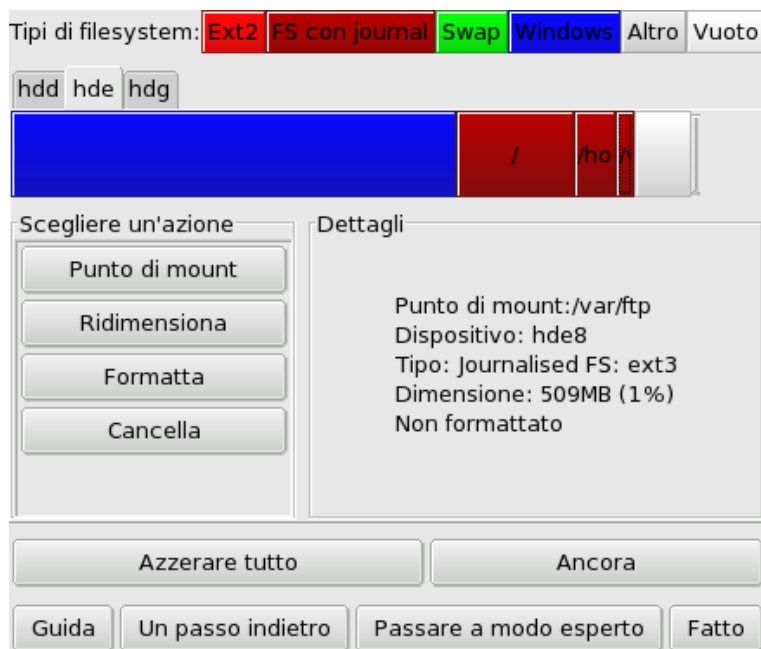 Tipi di filesystem: Ext2 FS con journal Swap Windows Altro Vuoto
hdd hde hdg
/ /ho /v
Scegliere un'azione
Punto di mount
Ridimensiona
Formatta
Cancella
Dettagli
Punto di mount:/var/ftp
Dispositivo: hde8
Tipo: Journalised FS: ext3
Dimensione: 509MB (1%)
Non formattato
Azzerare tutto Ancora
Guida Un passo indietro Passare a modo esperto Fatto